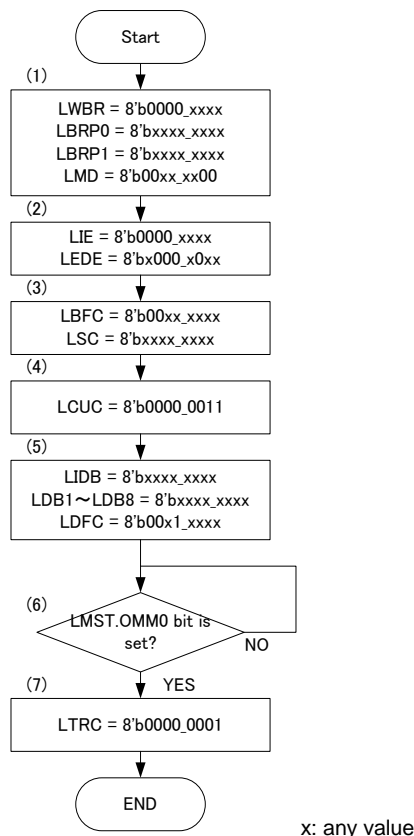 Start
(1)
LWBR = 8'b0000_xxxx
LBRP0 = 8'bxxxx_xxxx
LBRP1 = 8'bxxxx_xxxx
LMD = 8'b00xx_xx00
(2)
LIE = 8'b0000_xxxx
LEDE = 8'bx000_x0xx
(3)
LBFC = 8'b00xx_xxxx
LSC = 8'bxxxx_xxxx
(4)
LCUC = 8'b0000_0011
(5)
LIDB = 8'bxxxx_xxxx
LDB1～LDB8 = 8'bxxxx_xxxx
LDFC = 8'b00x1_xxxx
(6)
LMST.OMM0 bit is
set?
NO
YES
(7)
LTRC = 8'b0000_0001
END
x: any value